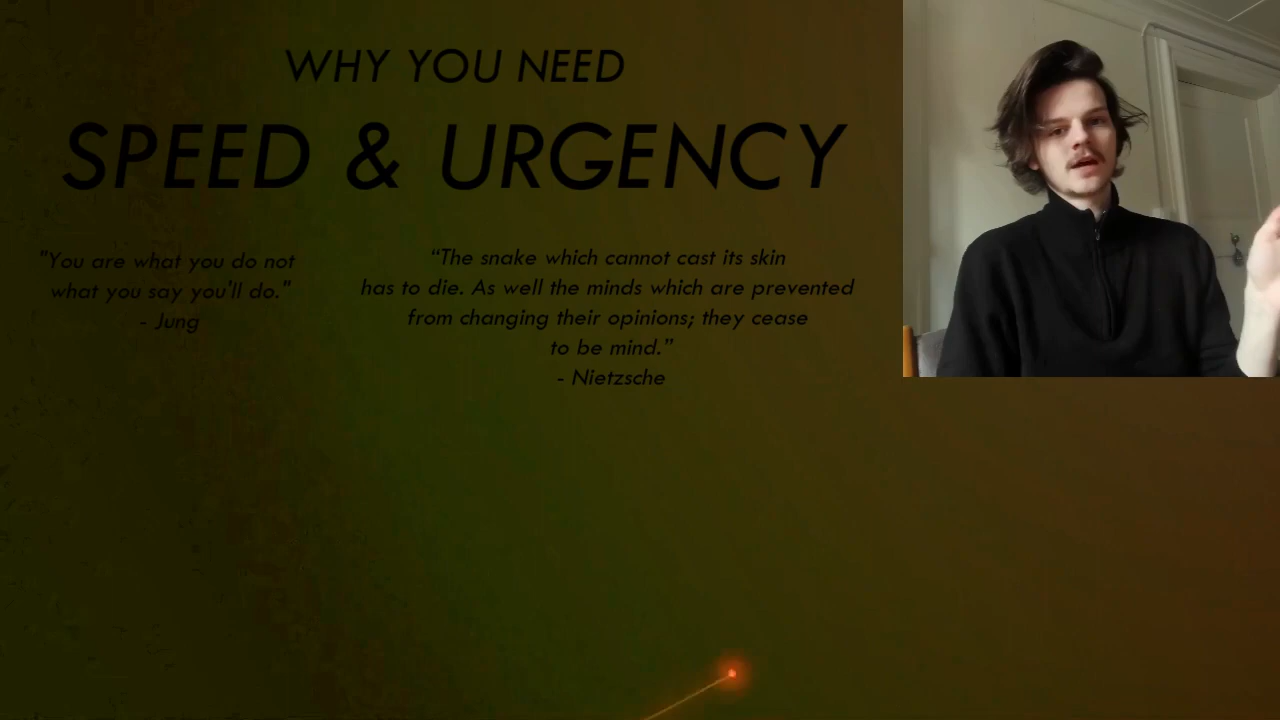 WHY YOU NEED
SPEED & URGENCY
"You are what you do not
what you say you'll do."
- Jung
“The snake which cannot cast its skin
has to die. As well the minds which are prevented
from changing their opinions; they cease
to be mind.”
- Nietzsche